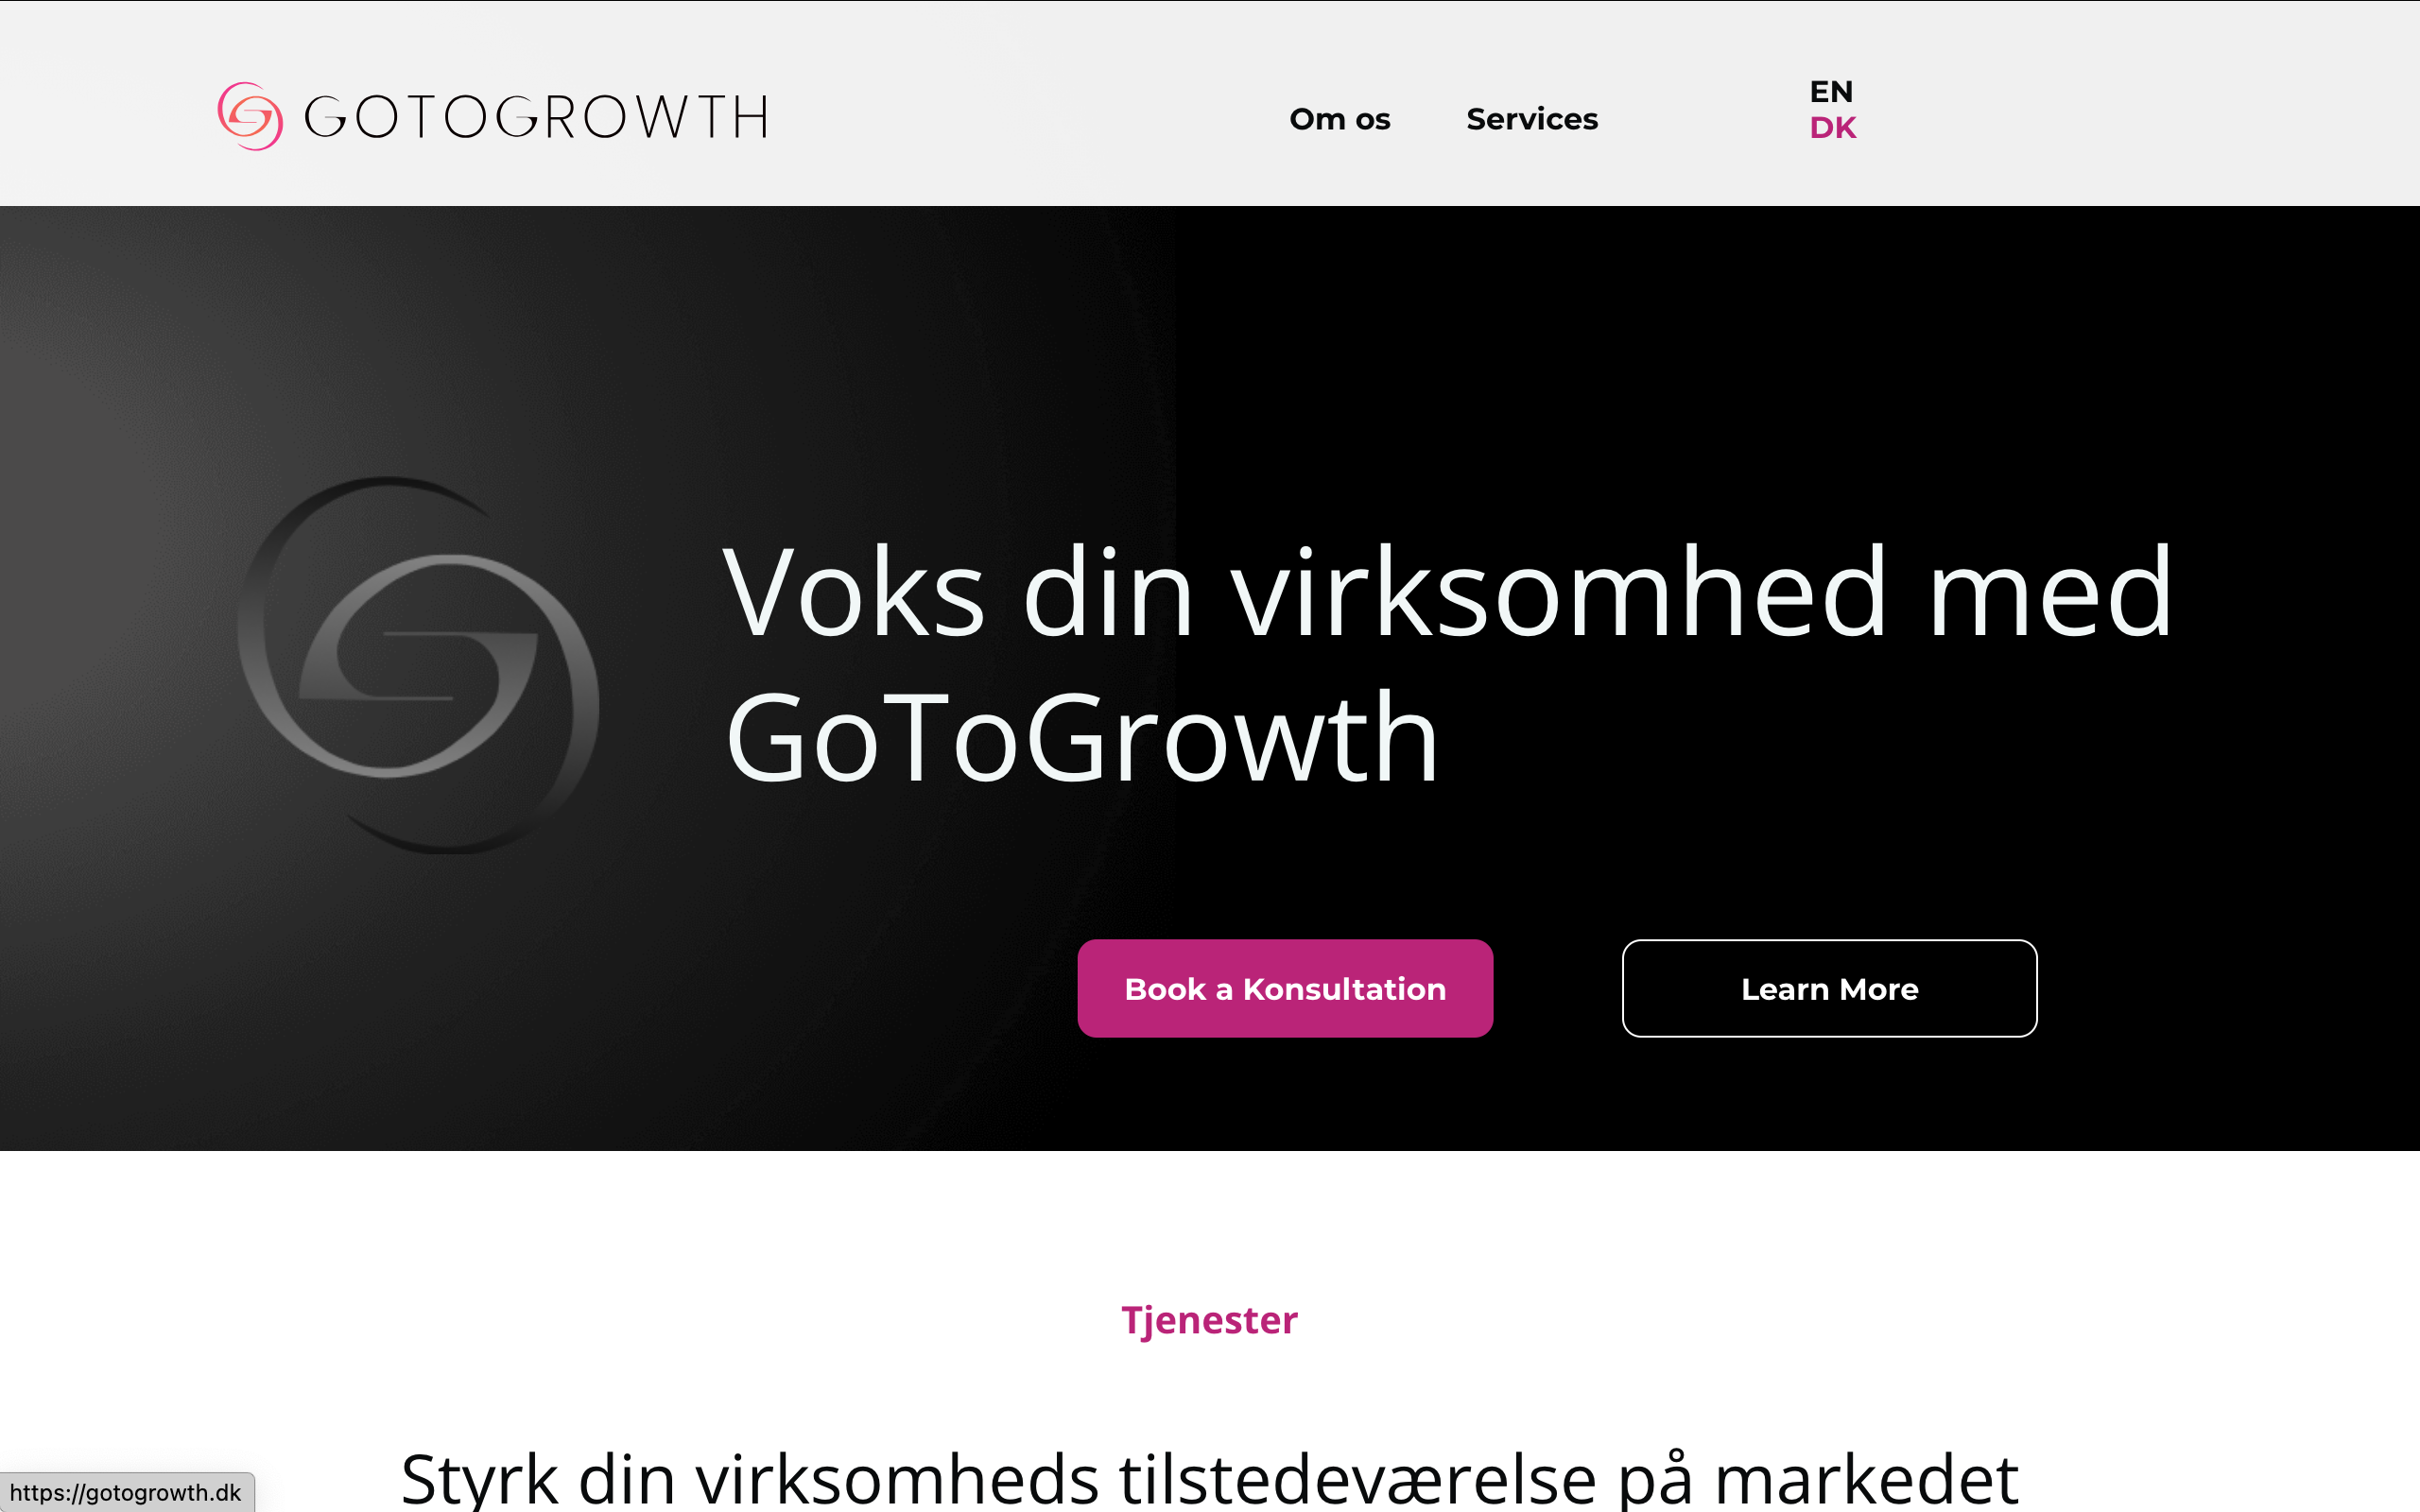 GOTOGROWTH
Om os
Services
EN
DK
Voks din virksomhed med
GoToGrowth
Book a Konsultation
Learn More
Tjenester
Styrk din virksomheds tilstedeværelse på markedet
https://gotogrowth.dk